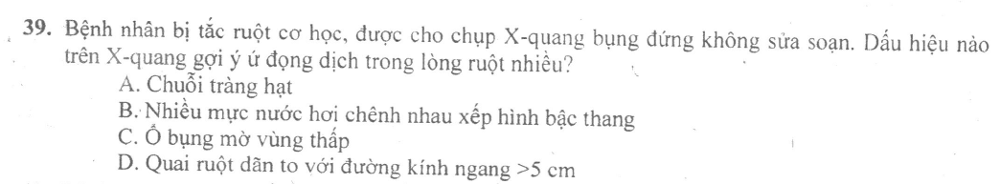 39. Bệnh nhân bị tắc ruột cơ học, được cho chụp X-quang bụng đứng không sửa soạn. Dấu hiệu nào
trên X-quang gợi ý ứ đọng dịch trong lòng ruột nhiều?
A. Chuỗi tràng hạt
B. Nhiều mực nước hơi chênh nhau xếp hình bậc thang
C. Ổ bụng mờ vùng thấp
D. Quai ruột dãn to với đường kính ngang >5 cm